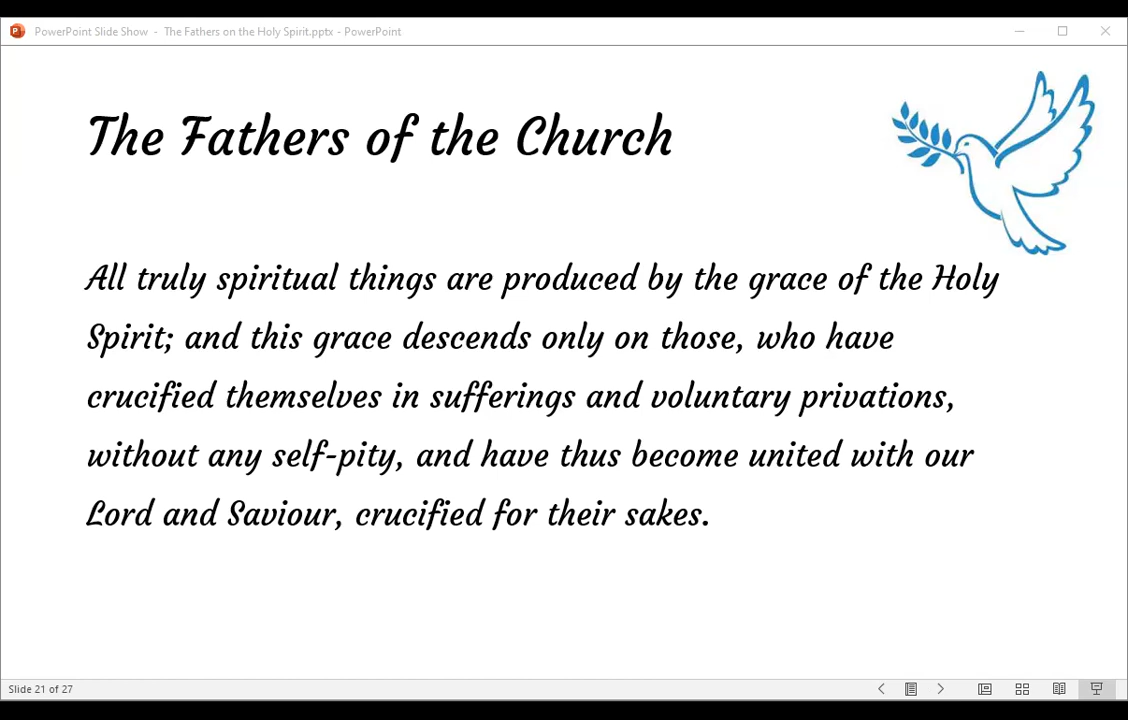 PowerPoint Slide Show - The Fathers on the Holy Spirit.pptx - PowerPoint
The Fathers of the Church
All truly spiritual things are produced by the grace of the Holy
Spirit; and this grace descends only on those, who have
crucified themselves in sufferings and voluntary privations,
without any self-pity, and have thus become united with our
Lord and Saviour, crucified for their sakes.
Slide 21 of 27